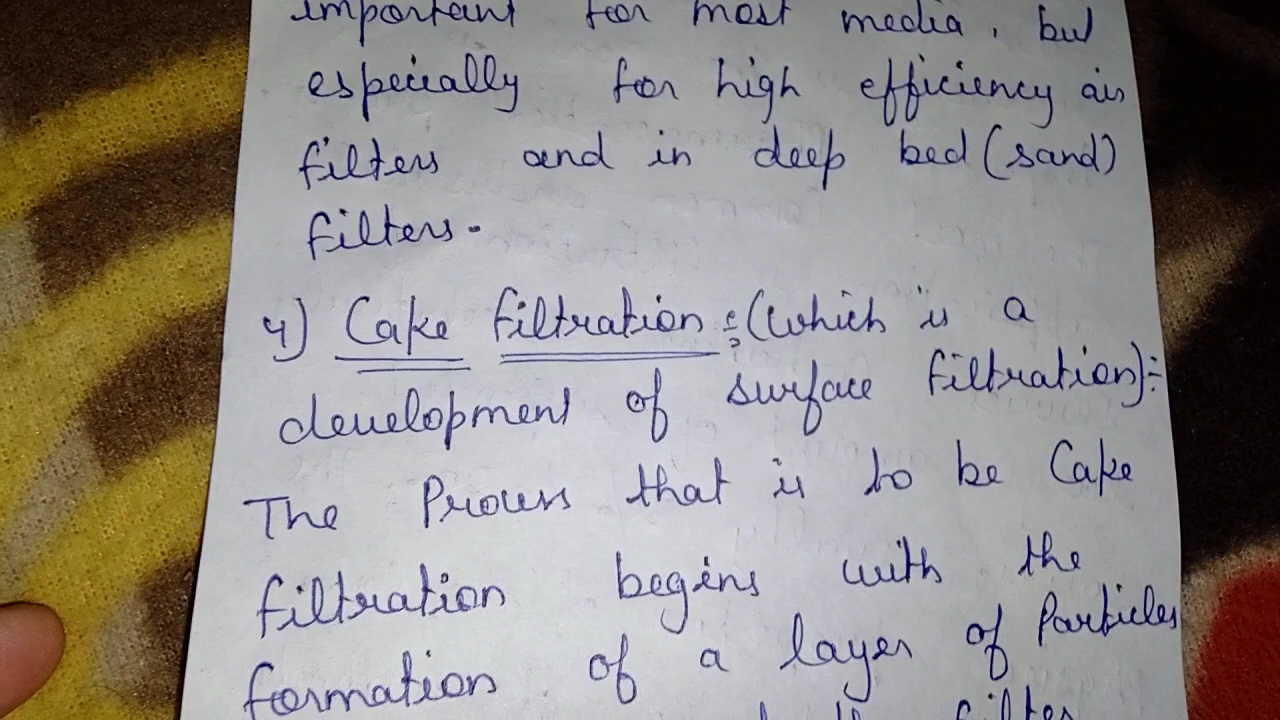 important for most media, but
especially for high efficiency air
filters and in deep bed (sand)
filters.
4) Cake filtration : (which is a
development of surface filtration):-
The Process that is to be Cake
filtration begins with the
formation of a layer of Particles
filter